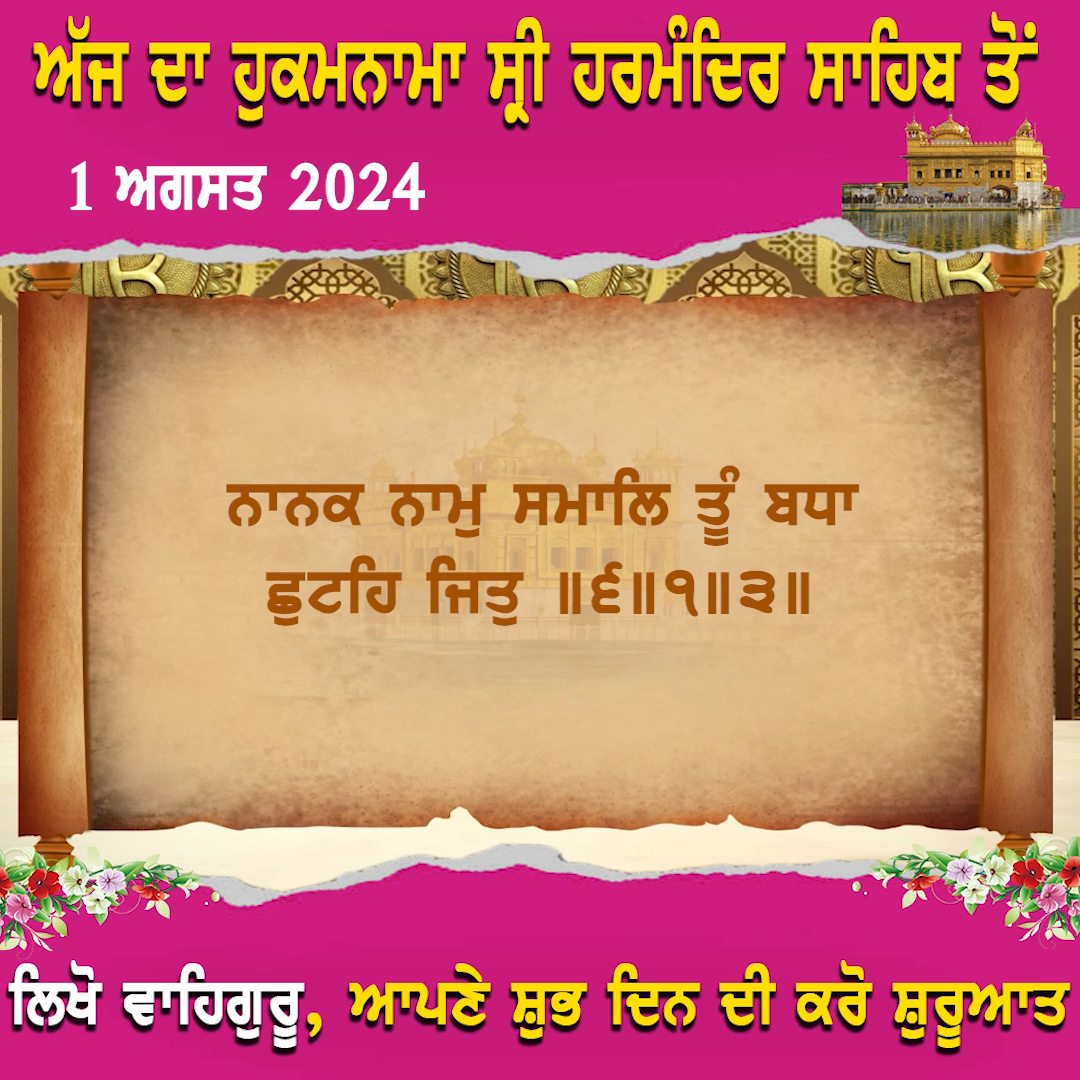 ਅੱਜ ਦਾ ਹੁਕਮਨਾਮਾ ਸ੍ਰੀ ਹਰਮੰਦਿਰ ਸਾਹਿਬ ਤੋਂ
1 ਅਗਸਤ 2024
ਨਾਨਕ ਨਾਮੁ ਸਮਾਲਿ ਤੂੰ ਬਧਾ
ਛੁਟਹਿ ਜਿਤੁ ॥੬॥੧॥੩॥
ਲਿਖੋ ਵਾਹਿਗੁਰੂ, ਆਪਣੇ ਸ਼ੁਭ ਦਿਨ ਦੀ ਕਰੋ ਸ਼ੁਰੂਆਤ